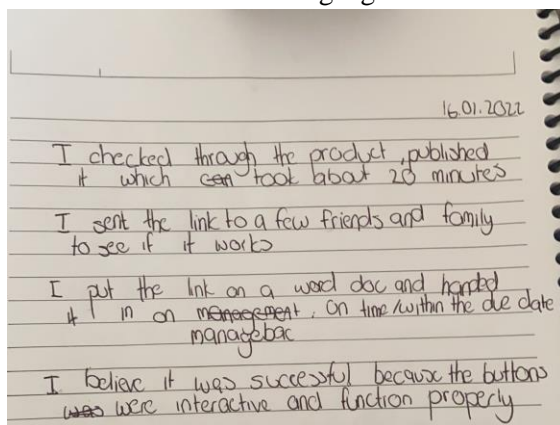 16.01.2022
I checked through the product, published
it which can took about 20 minutes
I sent the link to a few friends and family
to see if it works
I put the link on a word doc and handed
it in on management. On time/within the due date
managebac
I believe it was successful because the buttons
was were interactive and function properly